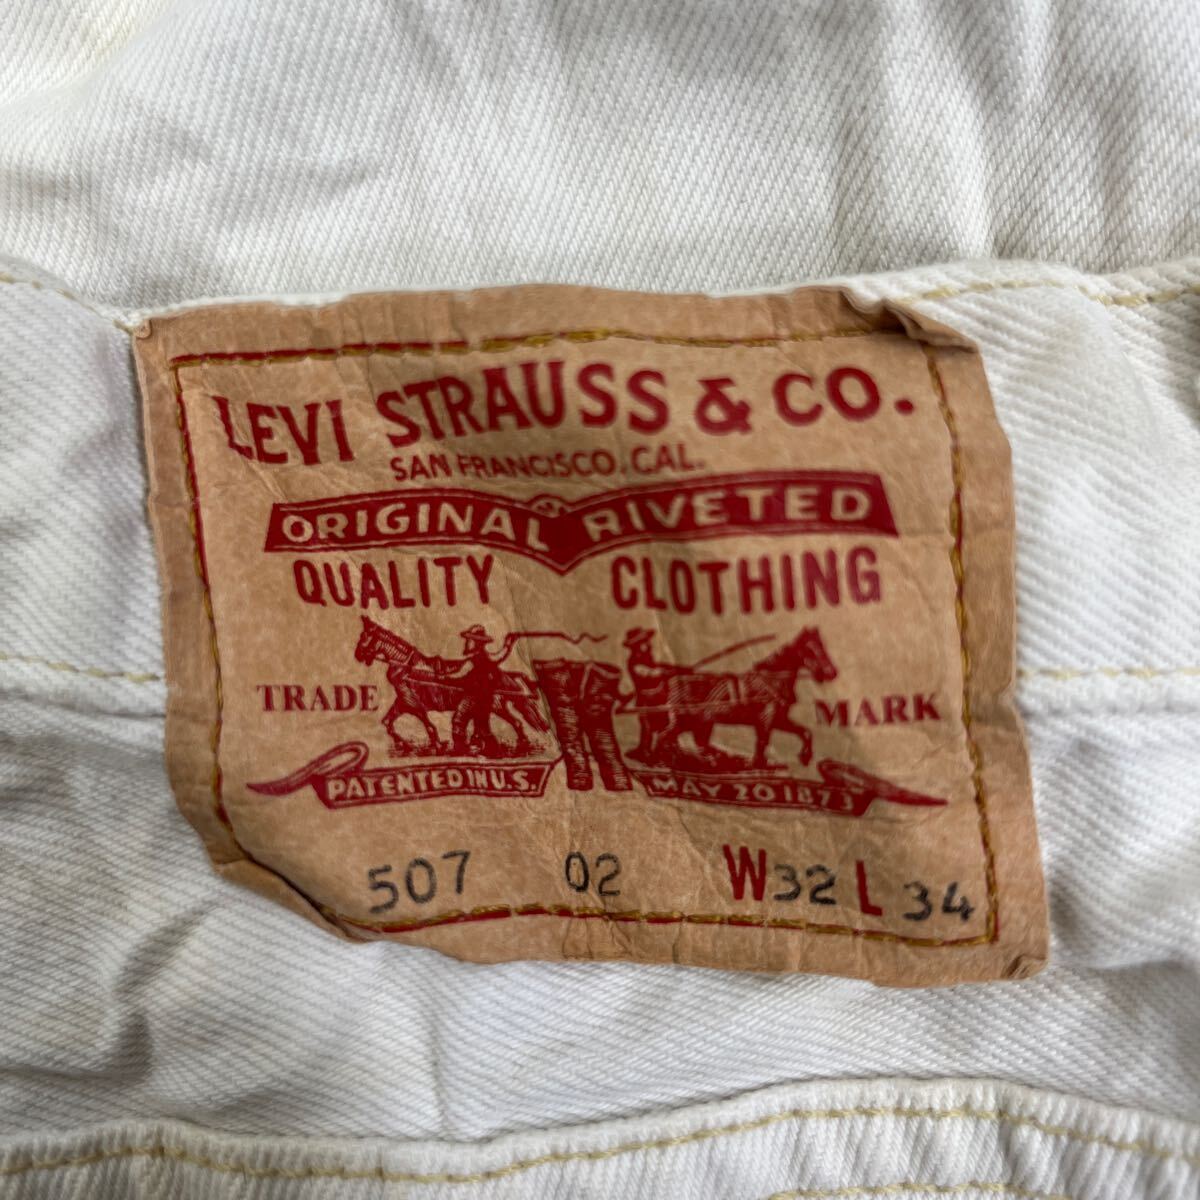 LEVI STRAUSS & CO.
SAN FRANCISCO, CAL.
ORIGINAL RIVETED
QUALITY CLOTHING
TRADE MARK
PATENTED IN U.S. MAY 20 1873
507 02 W32 L 34